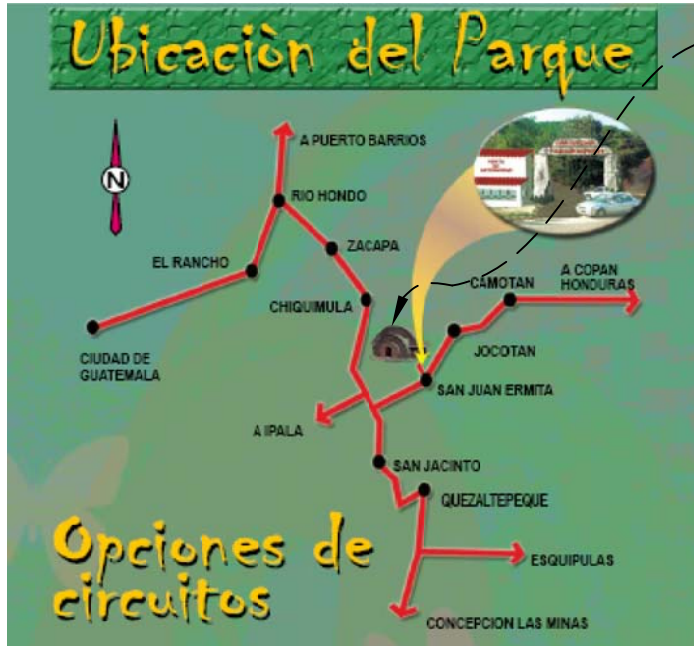 Ubicaciòn del Parque
A PUERTO BARRIOS
N
RIO HONDO
ZACAPA
EL RANCHO
A COPAN
HONDURAS
CAMOTAN
CHIQUIMULA
CIUDAD DE
GUATEMALA
JOCOTAN
SAN JUAN ERMITA
A IPALA
SAN JACINTO
QUEZALTEPEQUE
Opciones de
circuitos
ESQUIPULAS
CONCEPCION LAS MINAS